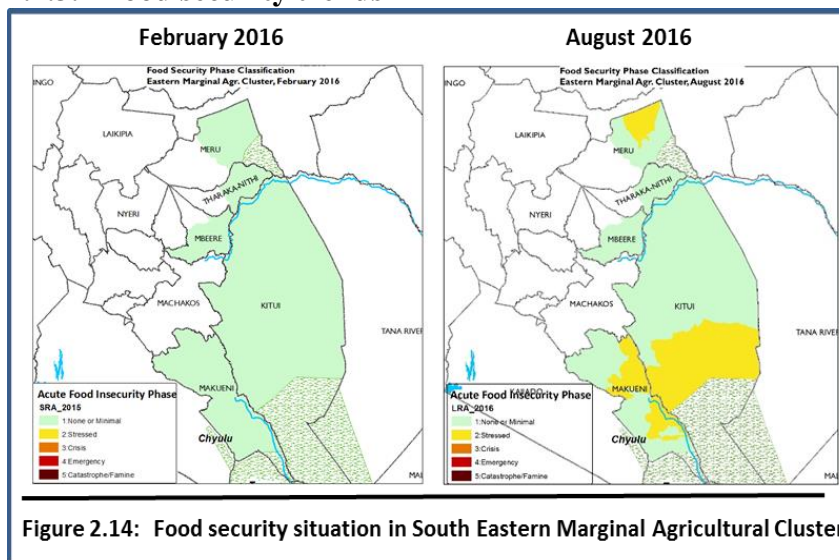 February 2016
Food Security Phase Classification
Eastern Marginal Agr. Cluster, February 2016
INGO
LAIKIPIA
MERU
THARAKA-NITHI
NYERI
MBEERE
MACHAKOS
KITUI
TANA RIVER
MAKUENI
Chyulu
Acute Food Insecurity Phase
SRA_2015
1:None or Minimal
2:Stressed
3:Crisis
4:Emergency
5:Catastrophe/Famine
MAL
August 2016
Food Security Phase Classification
Eastern Marginal Agr. Cluster, August 2016
NGO
LAIKIPIA
MERU
THARAKA-NITHI
NYERI
MBEERE
MACHAKOS
KITUI
TANA RIVER
MAKUENI
Chyulu
Acute Food Insecurity Phase
LRA_2016
1:None or Minimal
2:Stressed
3:Crisis
4:Emergency
5:Catastrophe/Famine
MAL
Figure 2.14: Food security situation in South Eastern Marginal Agricultural Cluster